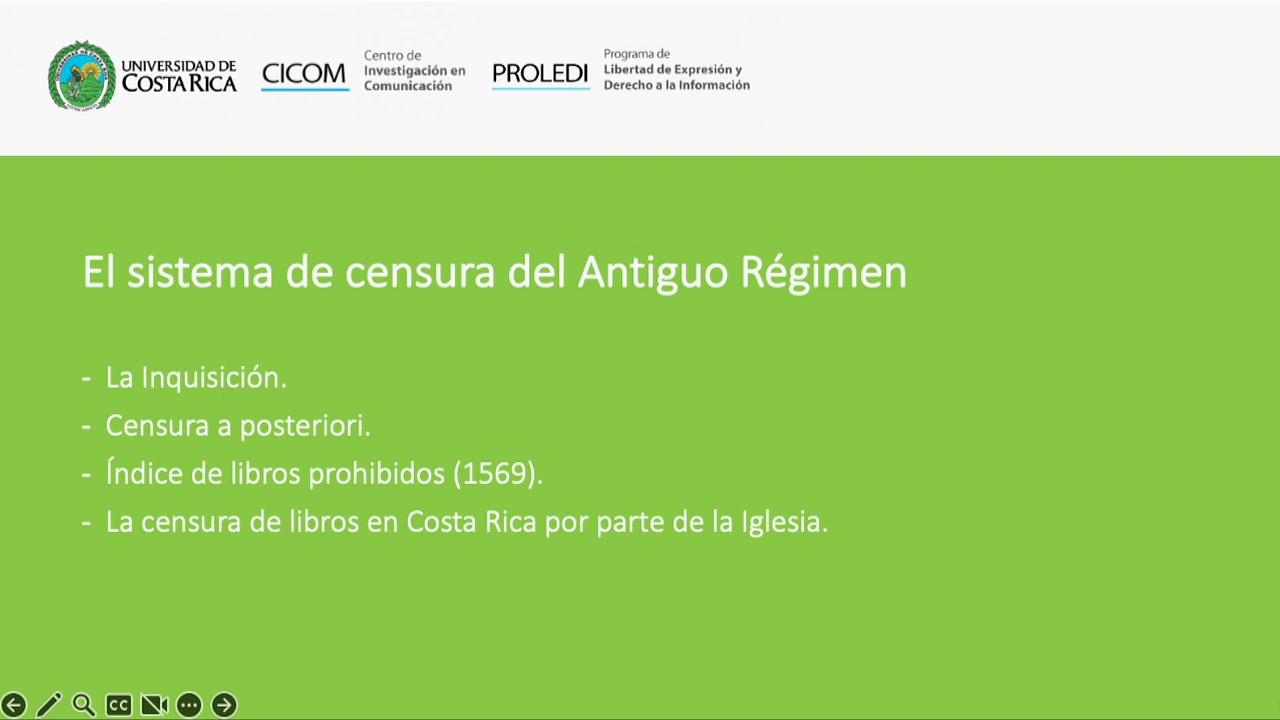 UNIVERSIDAD DE
COSTA RICA
CICOM
Centro de
Investigación en
Comunicación
PROLEDI
Programa de
Libertad de Expresión y
Derecho a la Información
El sistema de censura del Antiguo Régimen
- La Inquisición.
- Censura a posteriori.
- Índice de libros prohibidos (1569).
- La censura de libros en Costa Rica por parte de la Iglesia.
CC